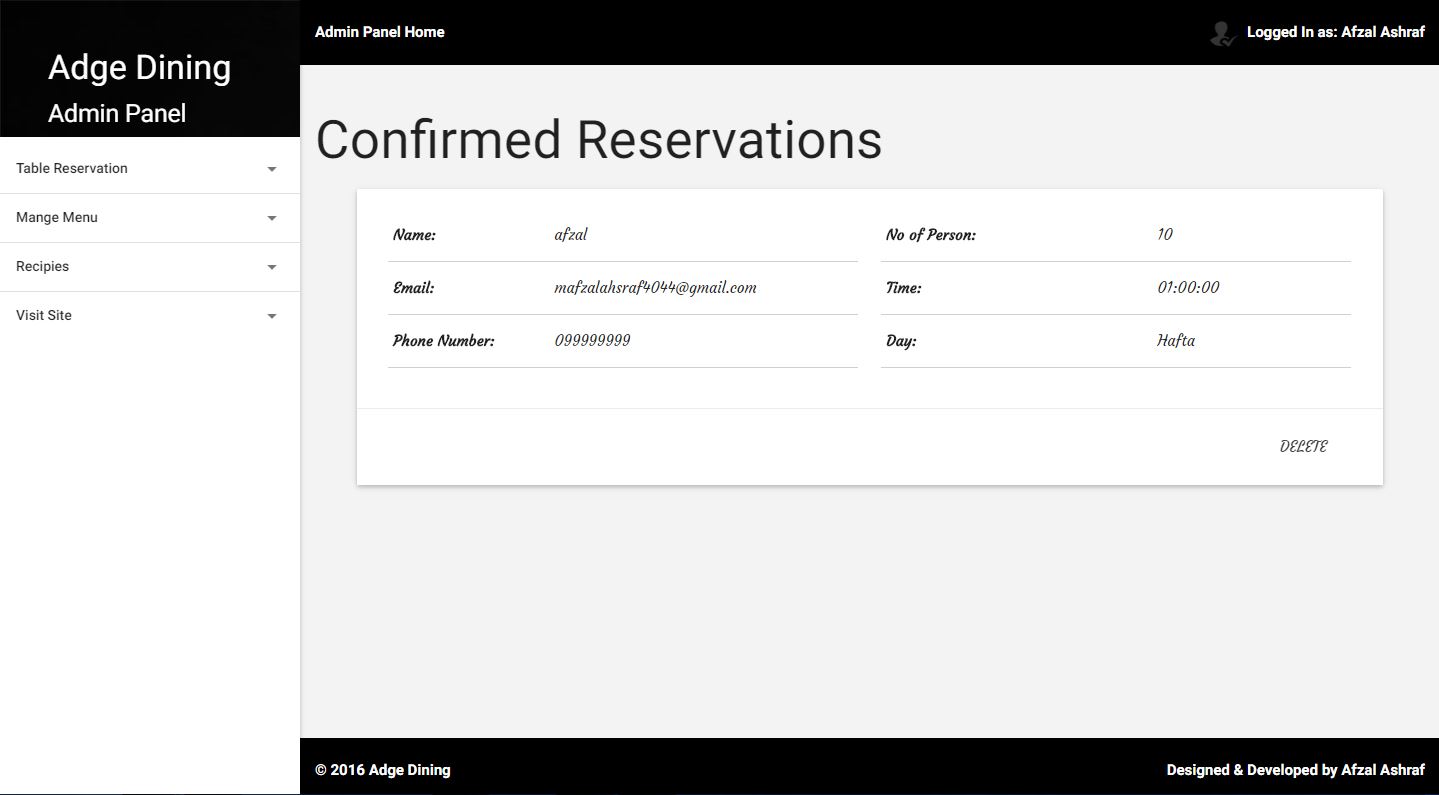 Adge Dining
Admin Panel
Table Reservation
Mange Menu
Recipies
Visit Site
Admin Panel Home
Logged In as: Afzal Ashraf
Confirmed Reservations
Name: afzal
No of Person: 10
Email: mafzalahsraf4044@gmail.com
Time: 01:00:00
Phone Number: 099999999
Day: Hafta
DELETE
© 2016 Adge Dining
Designed & Developed by Afzal Ashraf